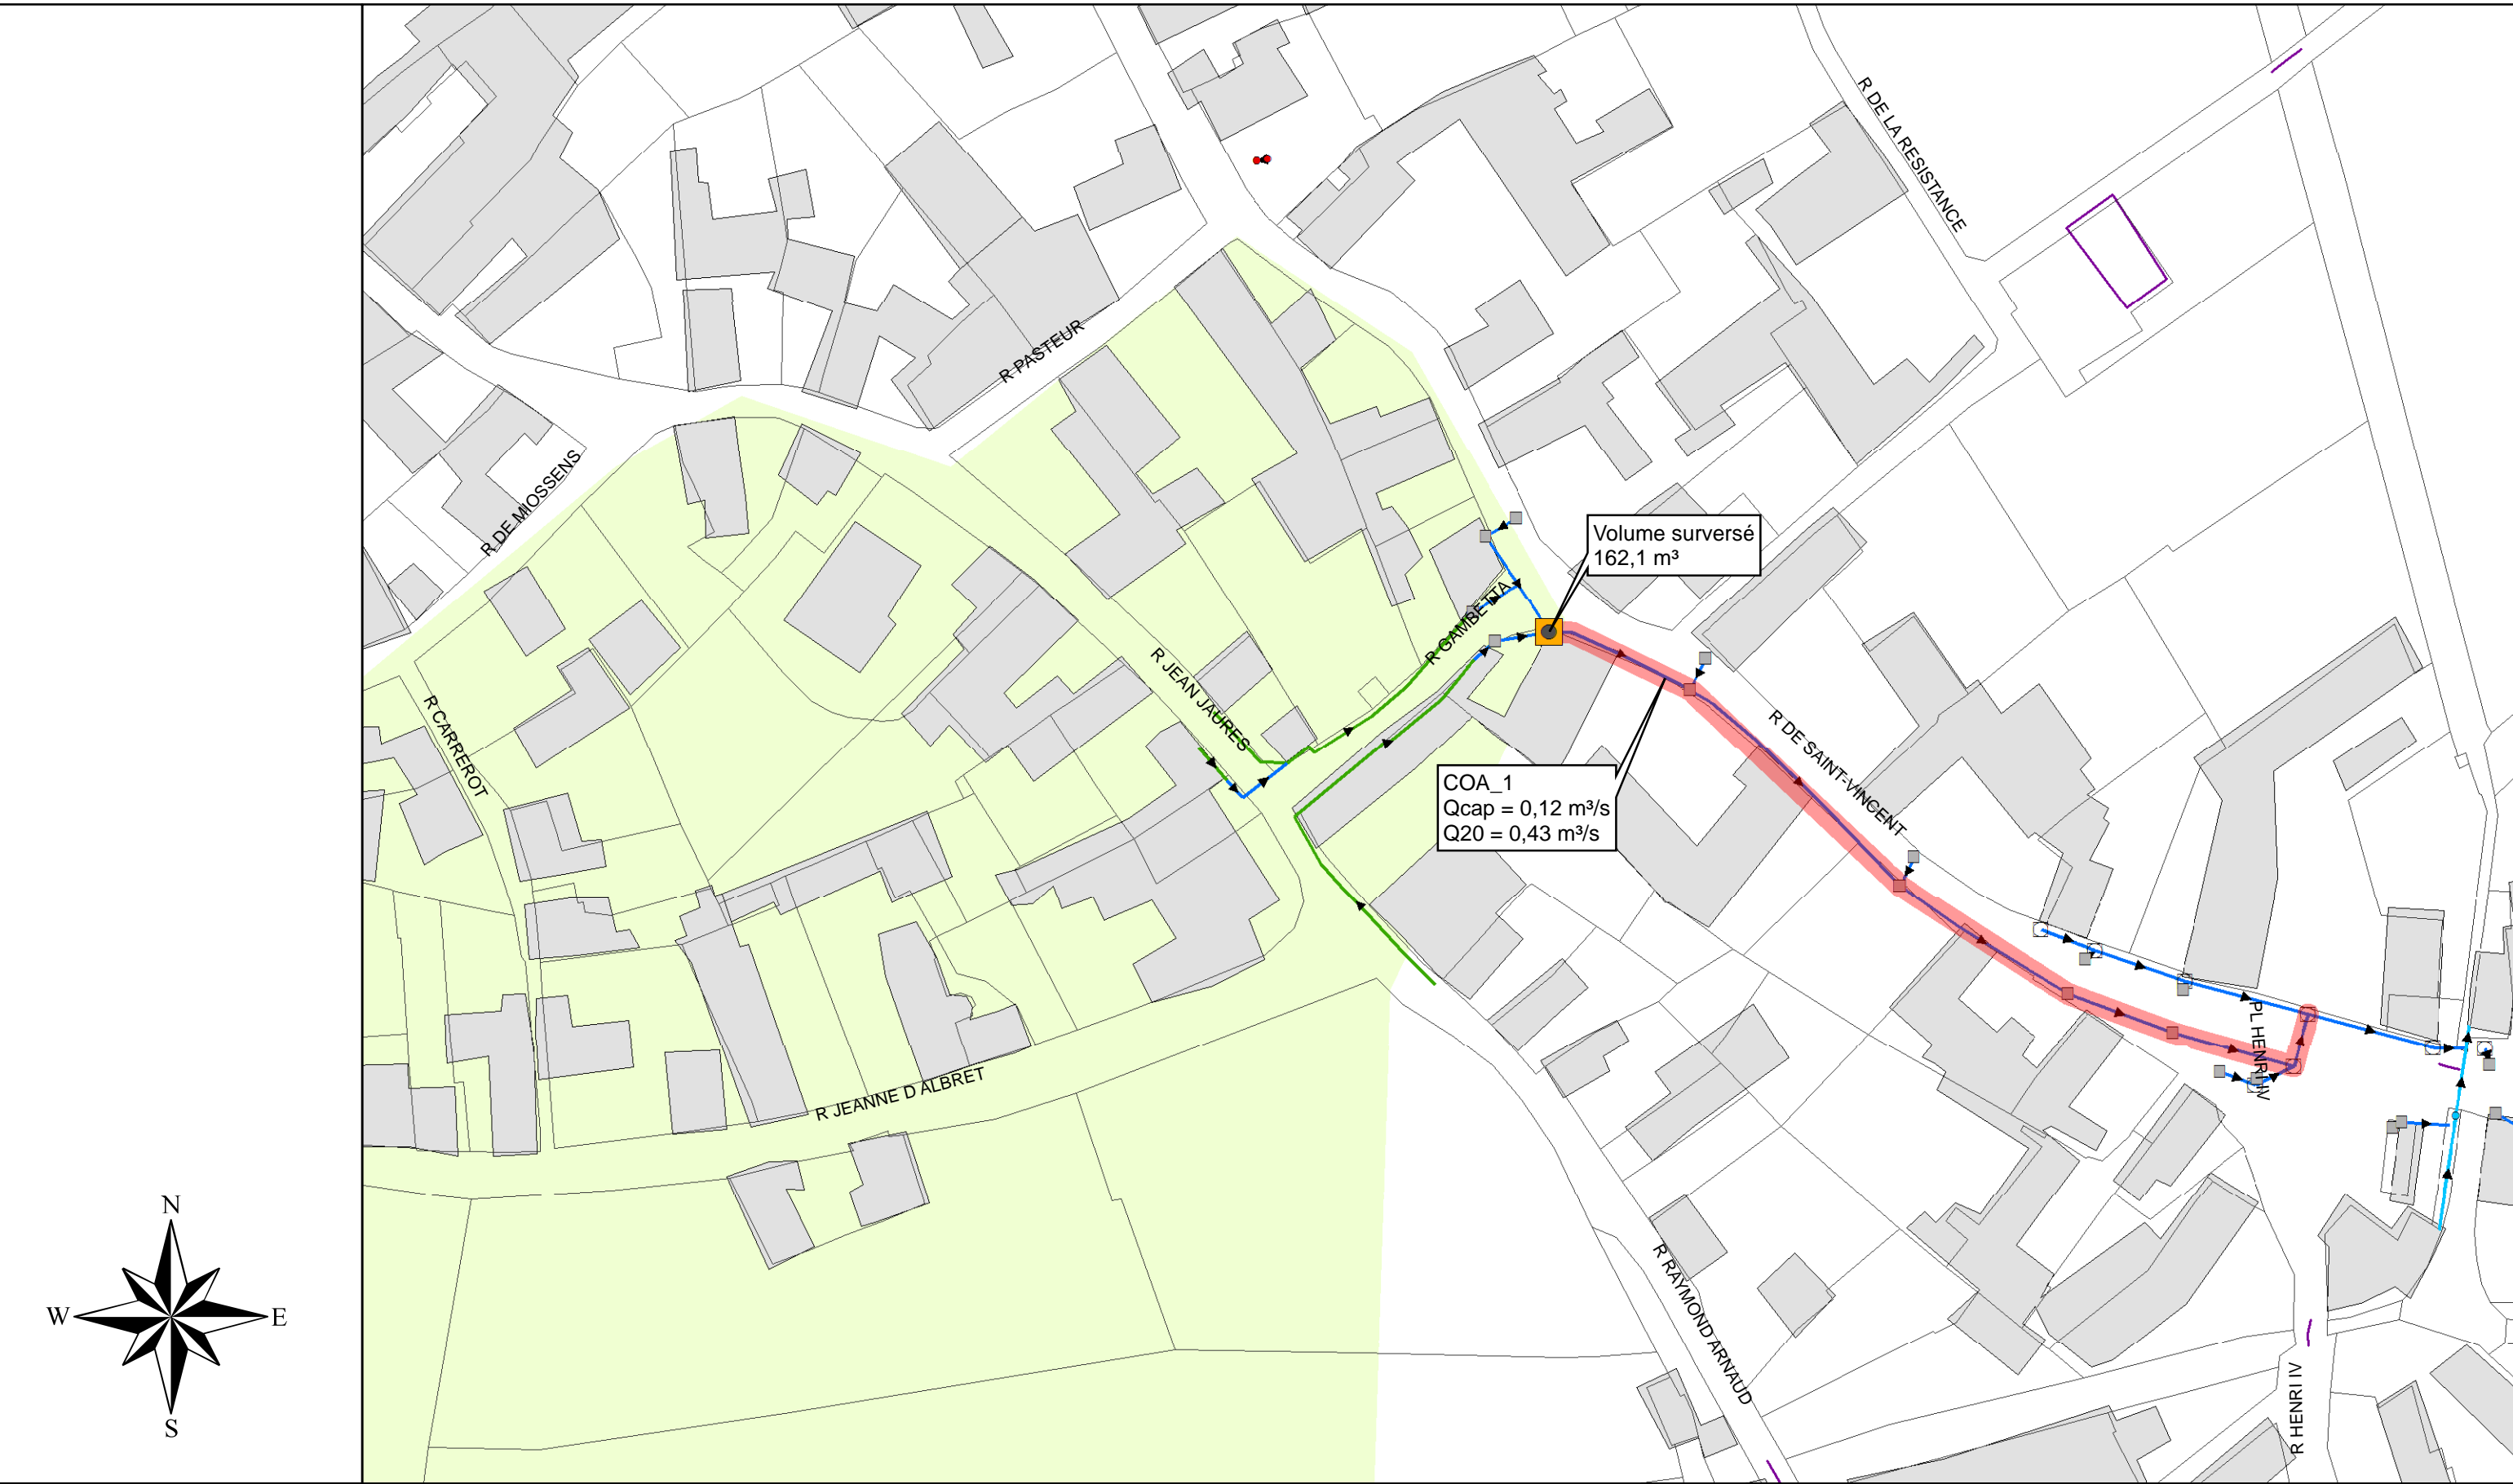 R DE LA RESISTANCE
R PASTEUR
R DE MIOSSENS
Volume surversé
162,1 m³
R GAMBETTA
R JEAN JAURES
R CARREROT
R DE SAINT-VINCENT
COA_1
Qcap = 0,12 m³/s
Q20 = 0,43 m³/s
PL HENRI IV
R JEANNE D ALBRET
R RAYMOND ARNAUD
R HENRI IV
N
W
E
S